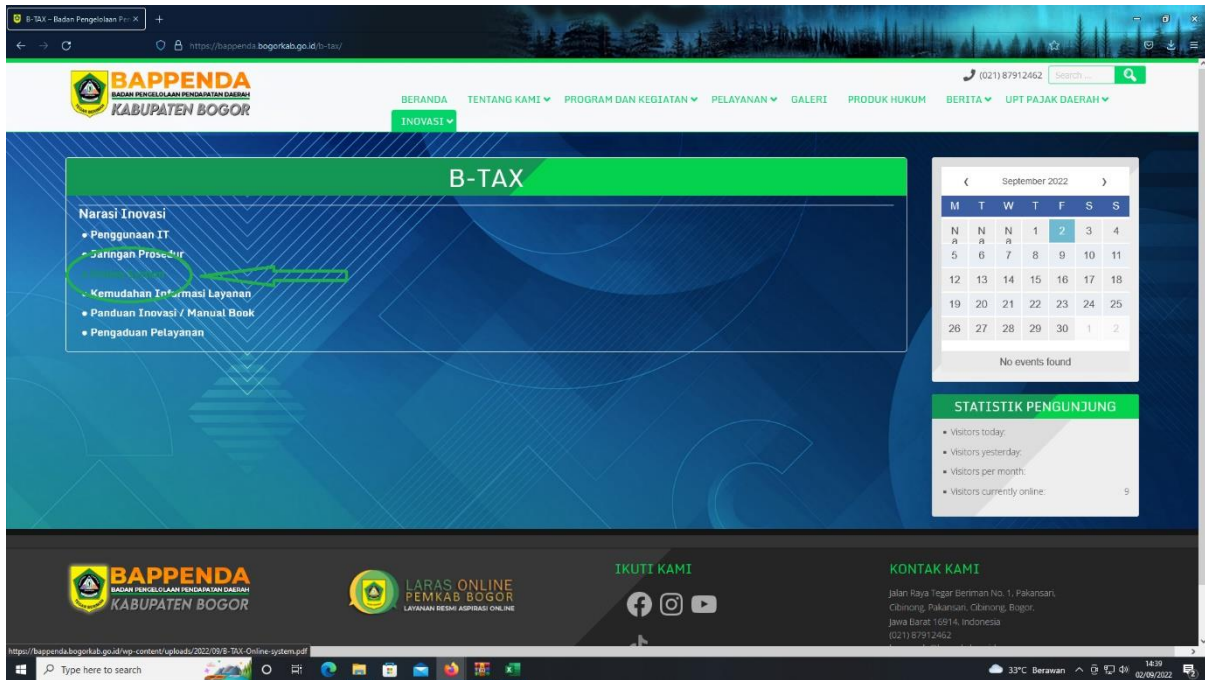 B-TAX – Badan Pengelolaan Per
https://bappenda.bogorkab.go.id/b-tax/
BAPPENDA
BADAN PENGELOLAAN PENDAPATAN DAERAH
KABUPATEN BOGOR
(021) 87912462
Search ...
BERANDA TENTANG KAMI PROGRAM DAN KEGIATAN PELAYANAN GALERI PRODUK HUKUM BERITA UPT PAJAK DAERAH
INOVASI
B-TAX
Narasi Inovasi
• Penggunaan IT
• Jaringan Prosedur
• Kemudahan Informasi Layanan
• Panduan Inovasi / Manual Book
• Pengaduan Pelayanan
September 2022
M T W T F S S
Na Na Na 1 2 3 4
5 6 7 8 9 10 11
12 13 14 15 16 17 18
19 20 21 22 23 24 25
26 27 28 29 30 1 2
No events found
STATISTIK PENGUNJUNG
• Visitors today:
• Visitors yesterday:
• Visitors per month:
• Visitors currently online: 9
BAPPENDA
BADAN PENGELOLAAN PENDAPATAN DAERAH
KABUPATEN BOGOR
LARAS ONLINE
PEMKAB BOGOR
LAYANAN RESMI ASPIRASI ONLINE
IKUTI KAMI
KONTAK KAMI
Jalan Raya Tegar Beriman No. 1, Pakansari,
Cibinong, Pakansari, Cibinong, Bogor,
Jawa Barat 16914, Indonesia
(021) 87912462
https://bappenda.bogorkab.go.id/wp-content/uploads/2022/09/B-TAX-Online-system.pdf
Type here to search
33°C Berawan
14:39
02/09/2022